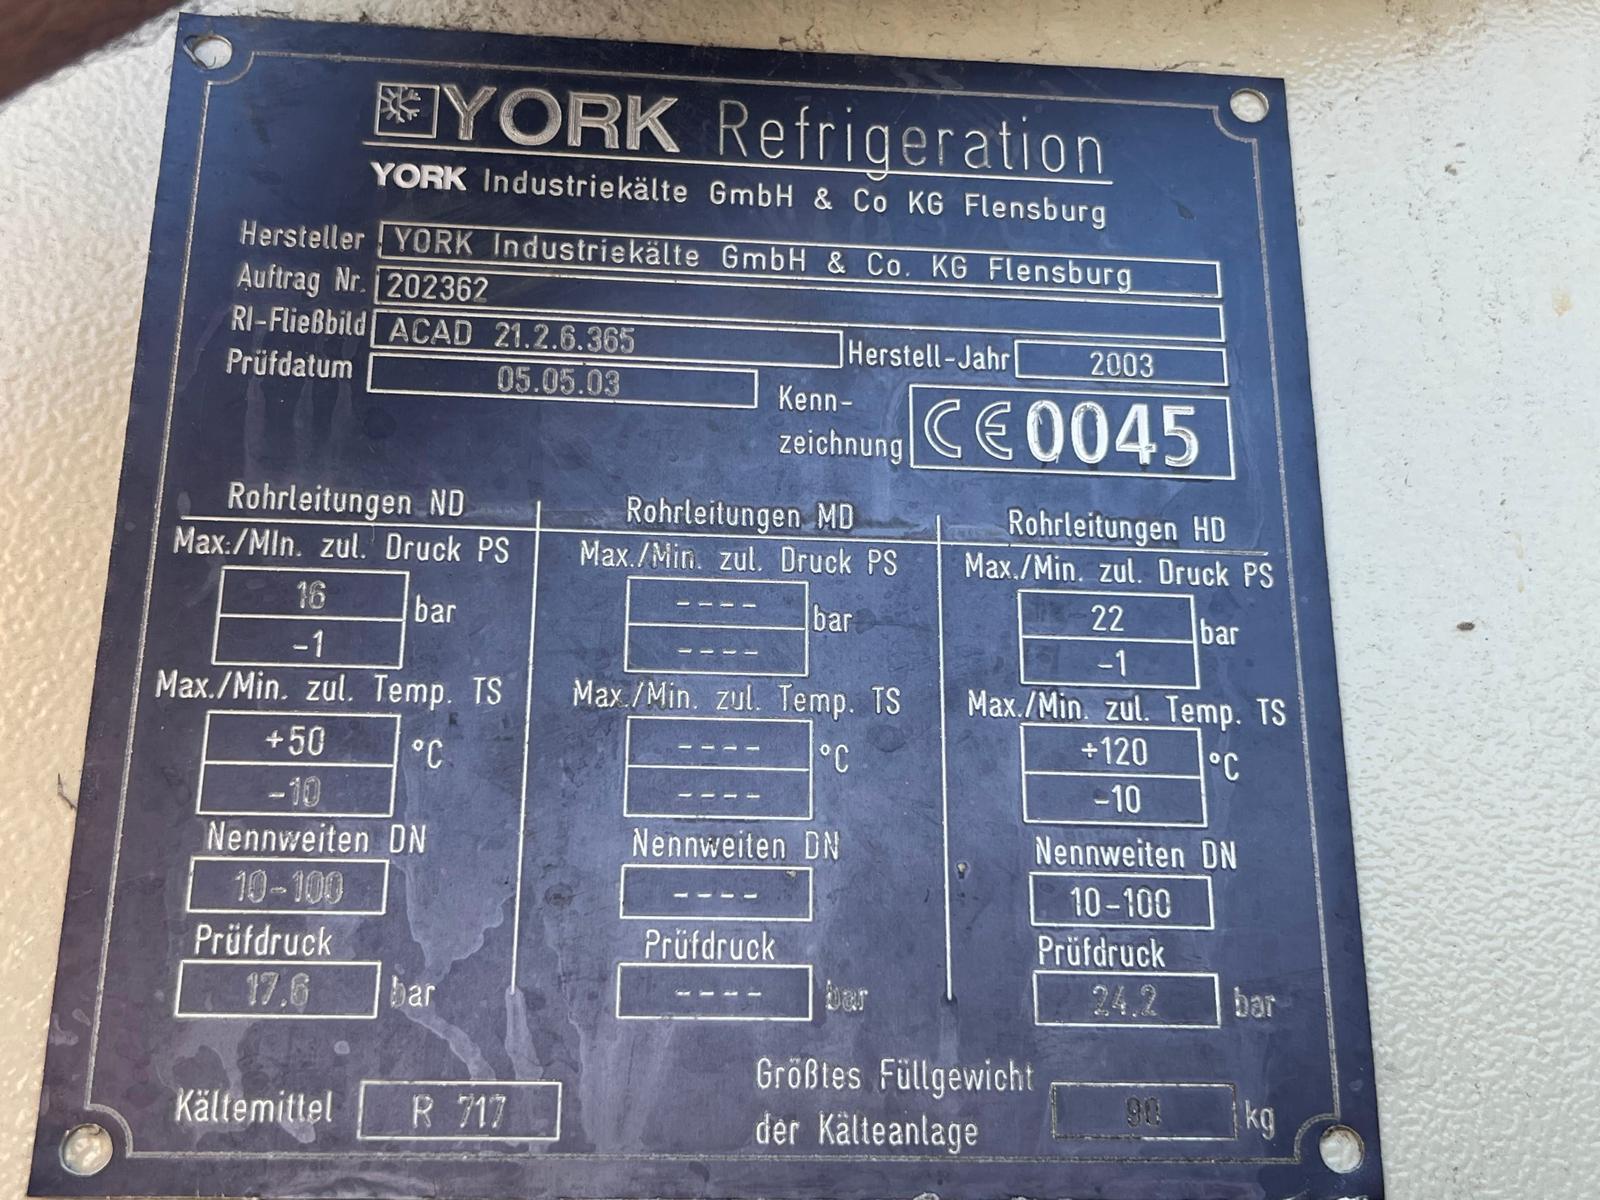 YORK Refrigeration
YORK Industriekälte GmbH & Co KG Flensburg
Hersteller YORK Industriekälte GmbH & Co. KG Flensburg
Auftrag Nr. 202362
RI-Fließbild ACAD 21.2.6.365 Herstell-Jahr 2003
Prüfdatum 05.05.03
Kenn-
zeichnung CE 0045
Rohrleitungen ND
Max./MIn. zul. Druck PS
16
-1
bar
Max./Min. zul. Temp. TS
+50
-10
°C
Nennweiten DN
10-100
Prüfdruck
17.6 bar
Rohrleitungen MD
Max./Min. zul. Druck PS
----
----
bar
Max./Min. zul. Temp. TS
----
----
°C
Nennweiten DN
----
Prüfdruck
---- bar
Rohrleitungen HD
Max./Min. zul. Druck PS
22
-1
bar
Max./Min. zul. Temp. TS
+120
-10
°C
Nennweiten DN
10-100
Prüfdruck
24.2 bar
Kältemittel R 717
Größtes Füllgewicht
der Kälteanlage 90 kg